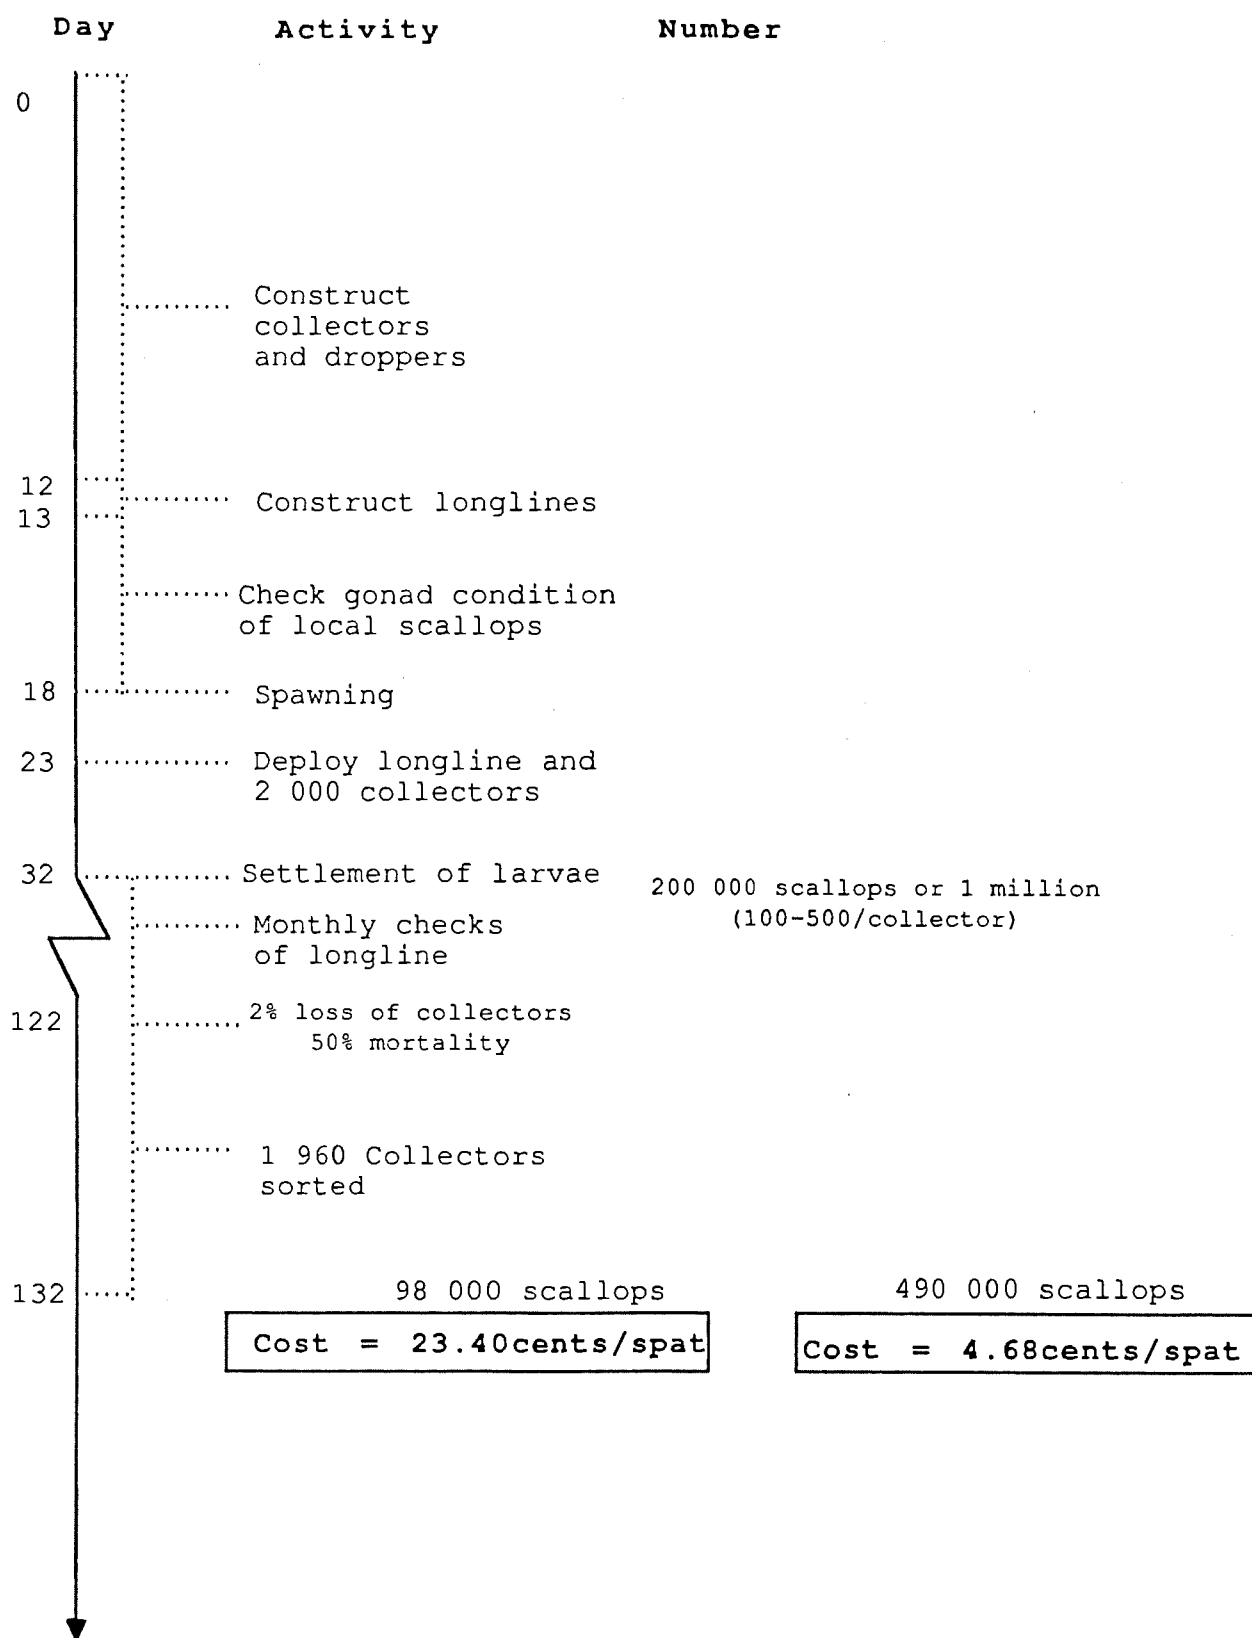 Day Activity Number
0
Construct
collectors
and droppers
12
Construct longlines
13
Check gonad condition
of local scallops
18 Spawning
23 Deploy longline and
2 000 collectors
32 Settlement of larvae
200 000 scallops or 1 million
(100-500/collector)
Monthly checks
of longline
122 2% loss of collectors
50% mortality
1 960 Collectors
sorted
132 98 000 scallops 490 000 scallops
Cost = 23.40cents/spat Cost = 4.68cents/spat